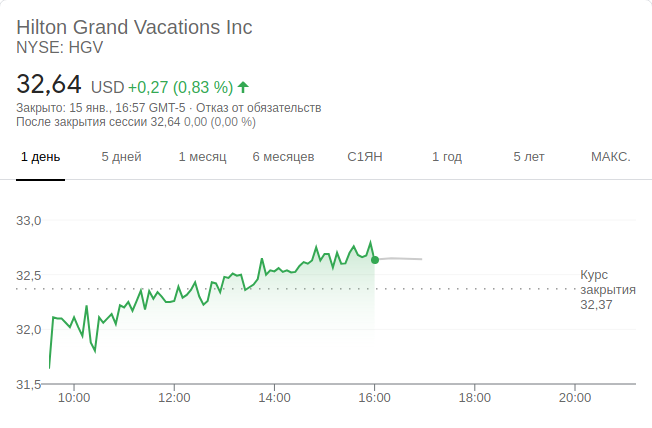 Hilton Grand Vacations Inc
NYSE: HGV
32,64 USD +0,27 (0,83 %)
Закрыто: 15 янв., 16:57 GMT-5 · Отказ от обязательств
После закрытия сессии 32,64 0,00 (0,00 %)
1 день 5 дней 1 месяц 6 месяцев С1ЯН 1 год 5 лет МАКС.
33,0
32,5
32,0
31,5
Курс
закрытия
32,37
10:00 12:00 14:00 16:00 18:00 20:00